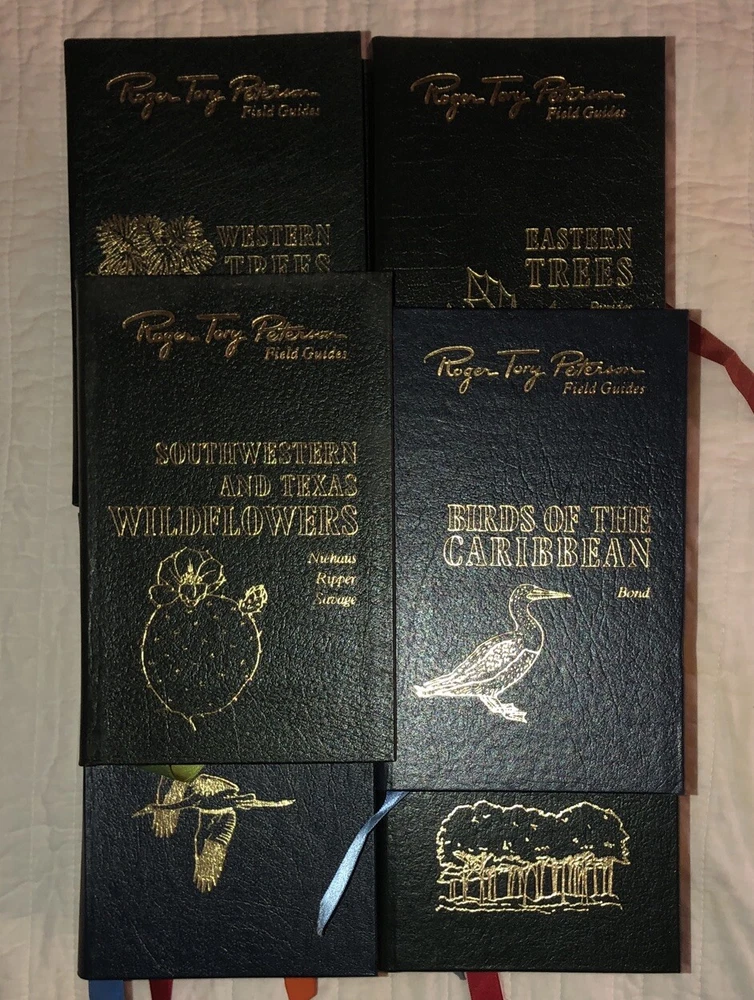 Roger Tory Peterson
Field Guides
WESTERN
TREES
Roger Tory Peterson
Field Guides
EASTERN
TREES
Roger Tory Peterson
Field Guides
SOUTHWESTERN
AND TEXAS
WILDFLOWERS
Niehaus
Ripper
Savage
Roger Tory Peterson
Field Guides
BIRDS OF THE
CARIBBEAN
Bond